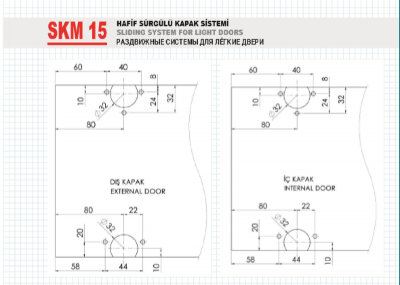 SKM 15
HAFİF SÜRGÜLÜ KAPAK SİSTEMİ
SLIDING SYSTEM FOR LIGHT DOORS
РАЗДВИЖНЫЕ СИСТЕМЫ ДЛЯ ЛЁГКИЕ ДВЕРИ
60 40 8
10 Ø32 24 32
80
DIŞ KAPAK
EXTERNAL DOOR
80 22
Ø32
20
58 44 10
60 40 8
10 Ø32 24 32
80
İÇ KAPAK
INTERNAL DOOR
80 22
Ø32
20
58 44 10